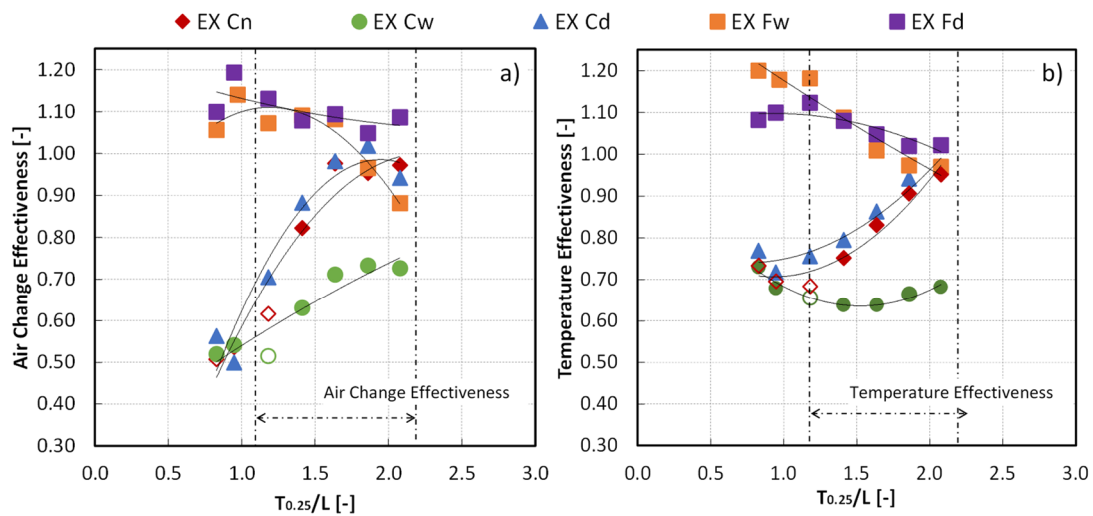 EX Cn EX Cw EX Cd EX Fw EX Fd
a)
Air Change Effectiveness [-]
1.20
1.10
1.00
0.90
0.80
0.70
0.60
0.50
0.40
0.30
Air Change Effectiveness
0.0 0.5 1.0 1.5 2.0 2.5 3.0
T0.25/L [-]
b)
Temperature Effectiveness [-]
1.20
1.10
1.00
0.90
0.80
0.70
0.60
0.50
0.40
0.30
Temperature Effectiveness
0.0 0.5 1.0 1.5 2.0 2.5 3.0
T0.25/L [-]